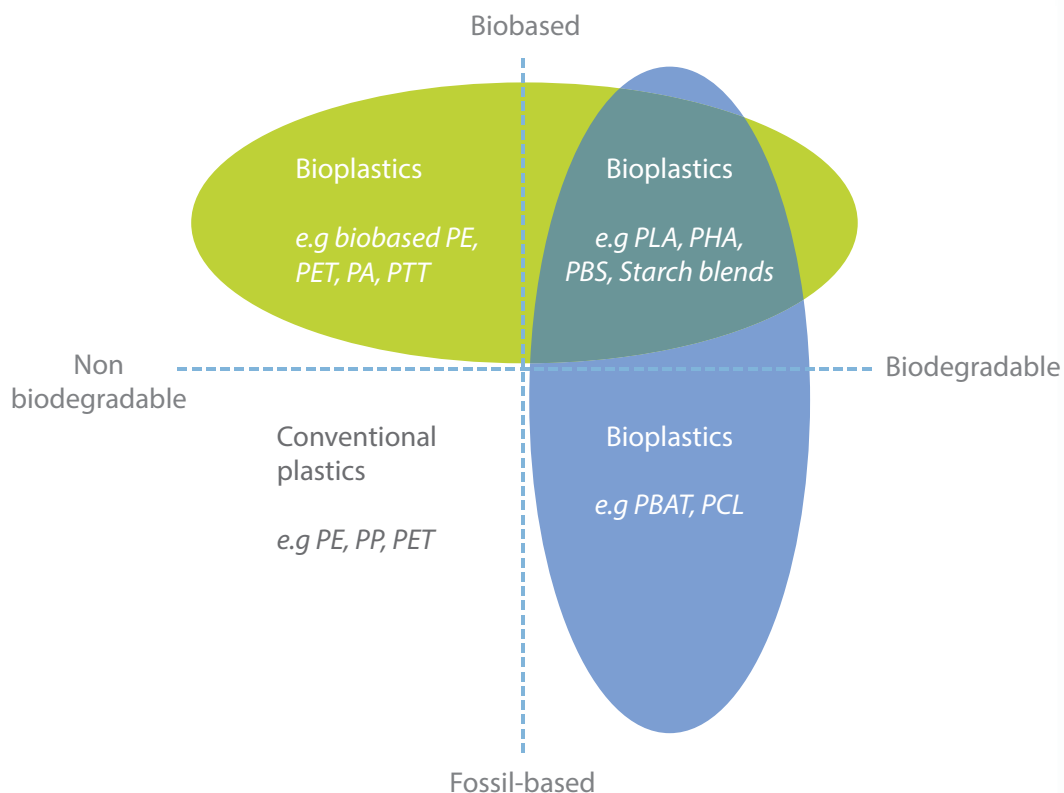 Biobased
Bioplastics
e.g biobased PE,
PET, PA, PTT
Bioplastics
e.g PLA, PHA,
PBS, Starch blends
Non
biodegradable
Biodegradable
Conventional
plastics
e.g PE, PP, PET
Bioplastics
e.g PBAT, PCL
Fossil-based